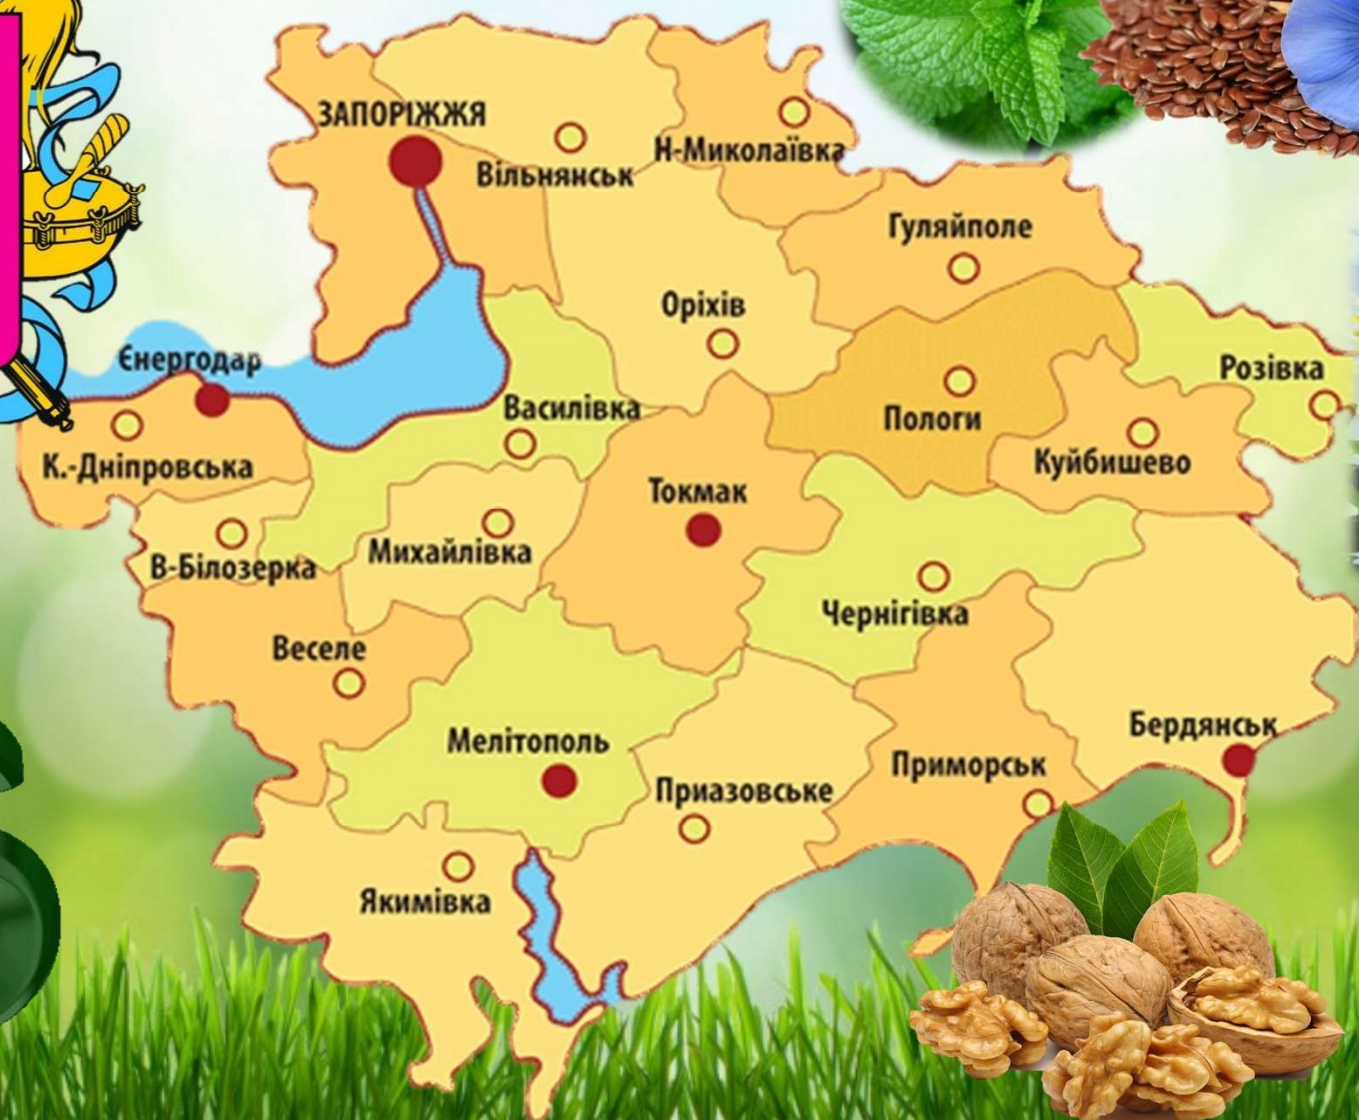 ЗАПОРІЖЖЯ
Н-Миколаївка
Вільнянськ
Гуляйполе
Оріхів
Єнергодар
Розівка
Василівка
Пологи
К.-Дніпровська
Куйбишево
Токмак
Михайлівка
В-Білозерка
Чернігівка
Веселе
Бердянськ
Мелітополь
Приморськ
Приазовське
Якимівка